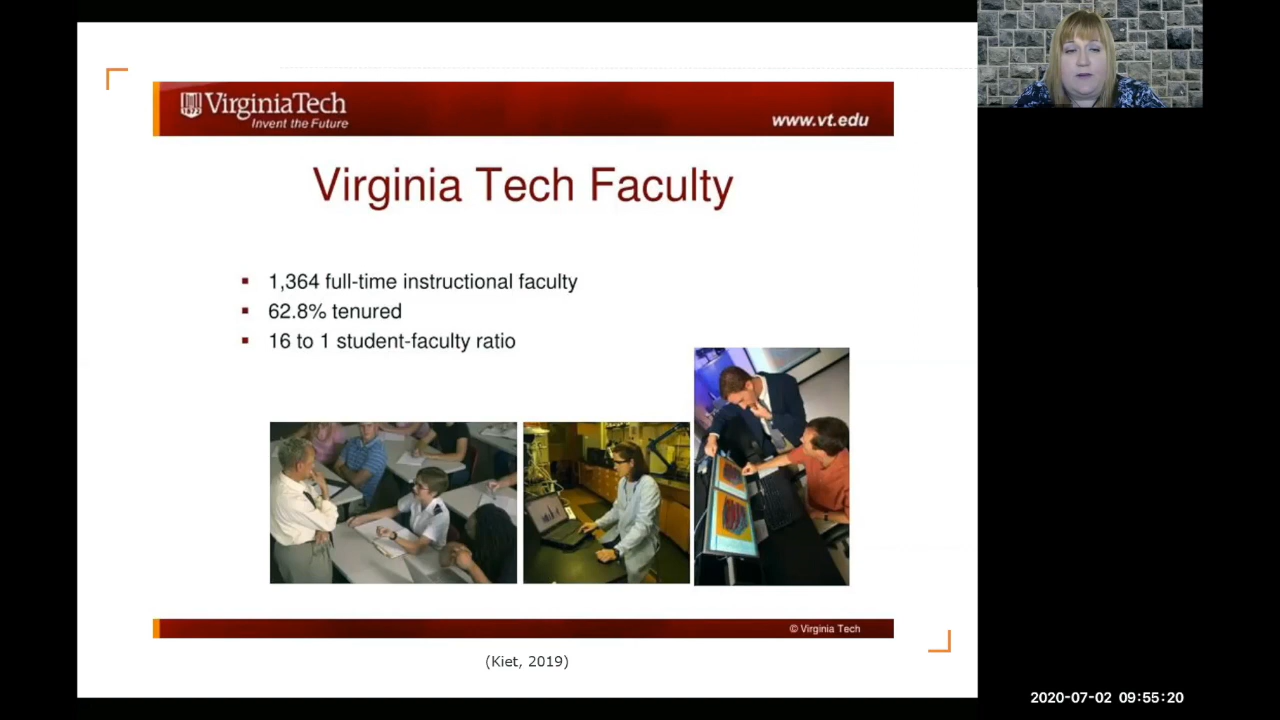 VirginiaTech
Invent the Future
1872
www.vt.edu
Virginia Tech Faculty
▪ 1,364 full-time instructional faculty
▪ 62.8% tenured
▪ 16 to 1 student-faculty ratio
© Virginia Tech
(Kiet, 2019)
2020-07-02 09:55:20